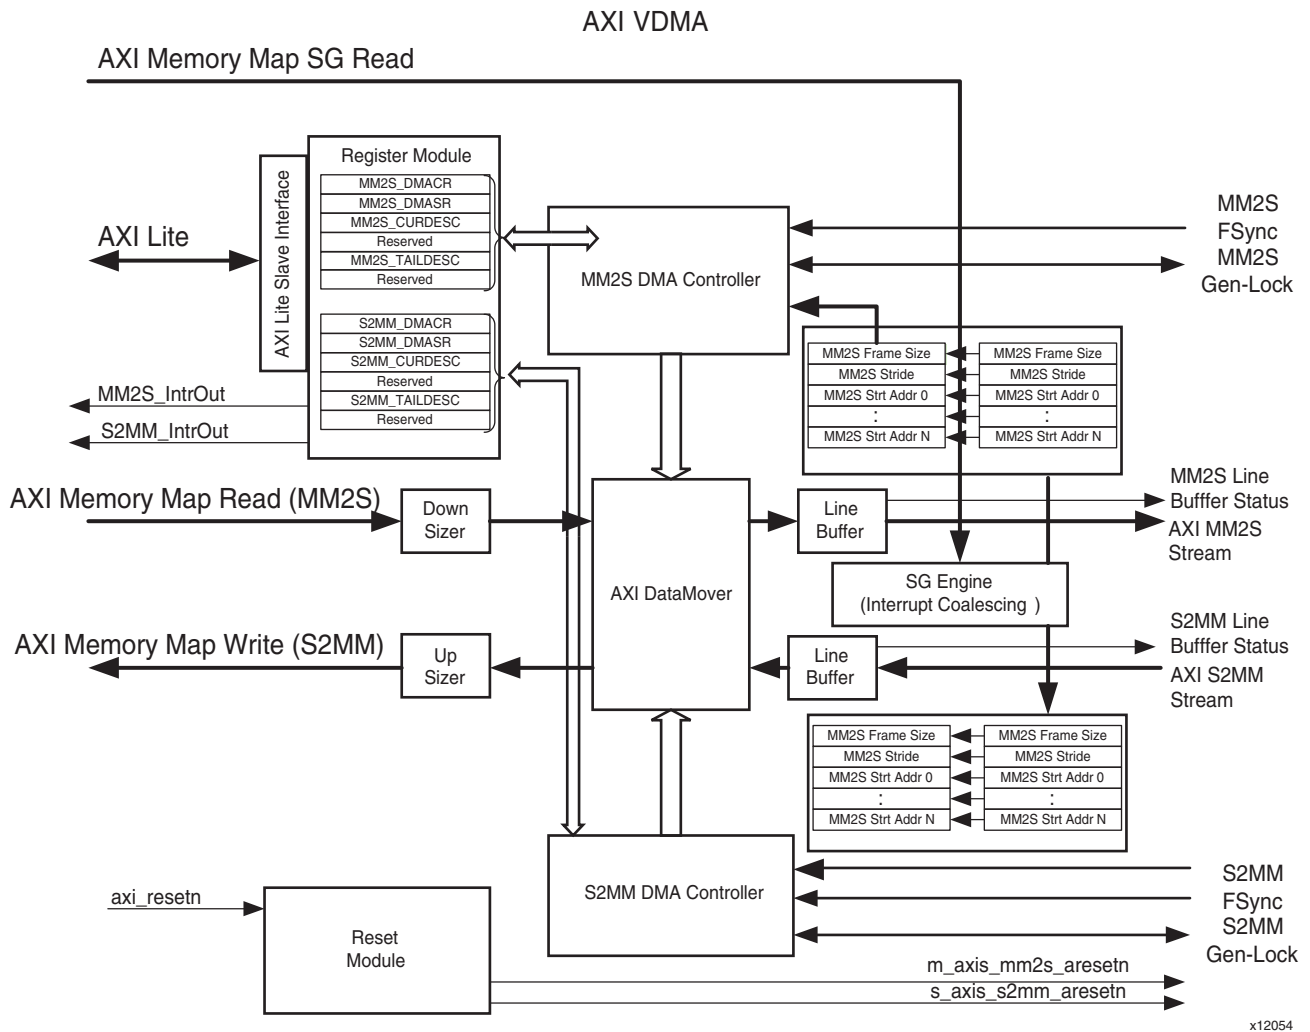 AXI VDMA
AXI Memory Map SG Read
Register Module
MM2S_DMACR
MM2S_DMASR
MM2S_CURDESC
Reserved
MM2S_TAILDESC
Reserved
S2MM_DMACR
S2MM_DMASR
S2MM_CURDESC
Reserved
S2MM_TAILDESC
Reserved
AXI Lite Slave Interface
AXI Lite
MM2S_IntrOut
S2MM_IntrOut
MM2S DMA Controller
MM2S
FSync
MM2S
Gen-Lock
MM2S Frame Size
MM2S Stride
MM2S Strt Addr 0
:
MM2S Strt Addr N
MM2S Frame Size
MM2S Stride
MM2S Strt Addr 0
:
MM2S Strt Addr N
AXI Memory Map Read (MM2S)
Down
Sizer
Line
Buffer
MM2S Line
Bufffer Status
AXI MM2S
Stream
AXI DataMover
SG Engine
(Interrupt Coalescing )
AXI Memory Map Write (S2MM)
Up
Sizer
Line
Buffer
S2MM Line
Bufffer Status
AXI S2MM
Stream
MM2S Frame Size
MM2S Stride
MM2S Strt Addr 0
:
MM2S Strt Addr N
MM2S Frame Size
MM2S Stride
MM2S Strt Addr 0
:
MM2S Strt Addr N
S2MM DMA Controller
S2MM
FSync
S2MM
Gen-Lock
axi_resetn
Reset
Module
m_axis_mm2s_aresetn
s_axis_s2mm_aresetn
x12054